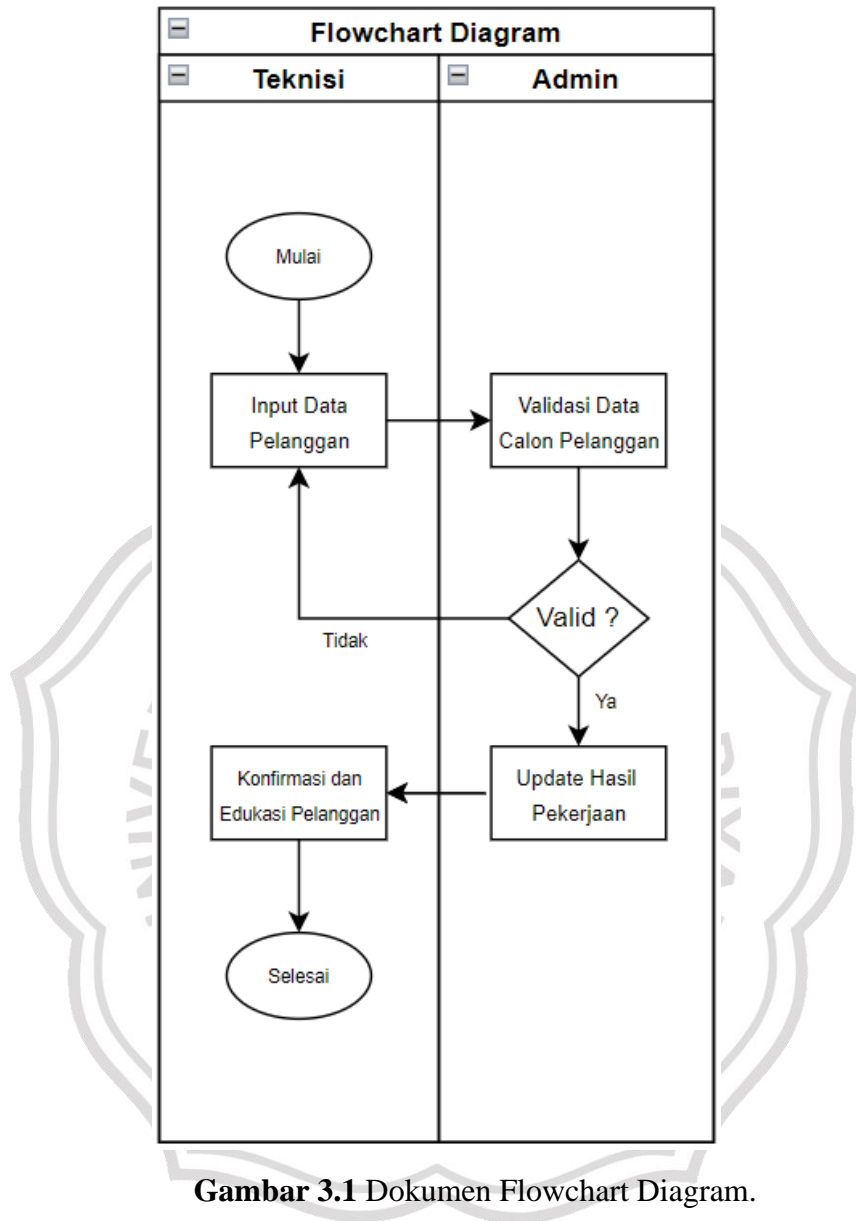 Flowchart Diagram
Teknisi
Admin
Mulai
Input Data
Pelanggan
Validasi Data
Calon Pelanggan
Valid ?
Tidak
Ya
Konfirmasi dan
Edukasi Pelanggan
Update Hasil
Pekerjaan
Selesai
Gambar 3.1 Dokumen Flowchart Diagram.